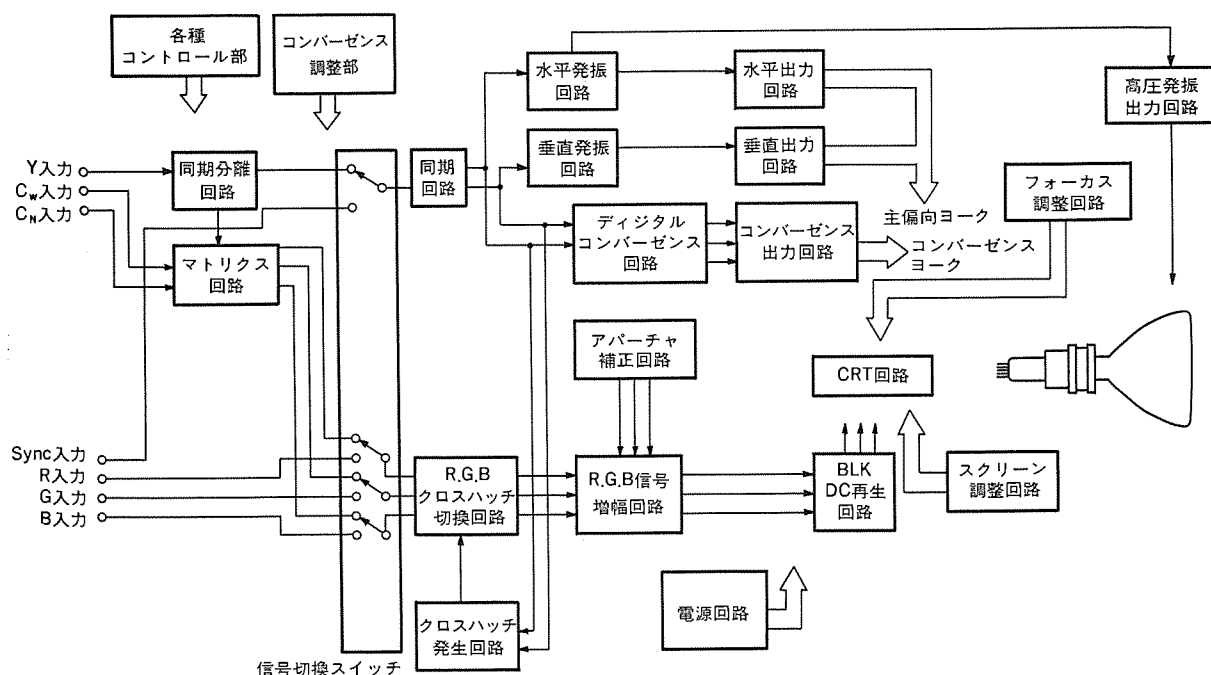 各種
コントロール部
コンバーゼンス
調整部
水平発振
回路
水平出力
回路
高圧発振
出力回路
Y入力
CW入力
CN入力
同期分離
回路
同期
回路
垂直発振
回路
垂直出力
回路
フォーカス
調整回路
主偏向ヨーク
マトリクス
回路
ディジタル
コンバーゼンス
回路
コンバーゼンス
出力回路
コンバーゼンス
ヨーク
アパーチャ
補正回路
CRT回路
Sync入力
R入力
G入力
B入力
R.G.B
クロスハッチ
切換回路
R.G.B信号
増幅回路
BLK
DC再生
回路
スクリーン
調整回路
クロスハッチ
発生回路
電源回路
信号切換スイッチ